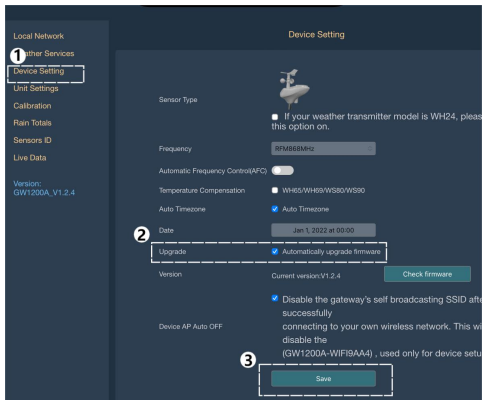 Local Network
Device Setting
1
ather Services
Device Setting
Unit Settings
Calibration
Rain Totals
Sensors ID
Live Data
Version:
GW1200A_V1.2.4
Sensor Type
If your weather transmitter model is WH24, pleas
this option on.
Frequency
RFM868MHz
Automatic Frequency Control(AFC)
Temperature Compensation
WH65/WH69/WS80/WS90
Auto Timezone
Auto Timezone
2
Date
Jan 1, 2022 at 00:00
Upgrade
Automatically upgrade firmware
Version
Current version:V1.2.4
Check firmware
Device AP Auto OFF
Disable the gateway's self broadcasting SSID afte
successfully
connecting to your own wireless network. This wi
disable the
(GW1200A-WIFI9AA4) , used only for device setu
3
Save